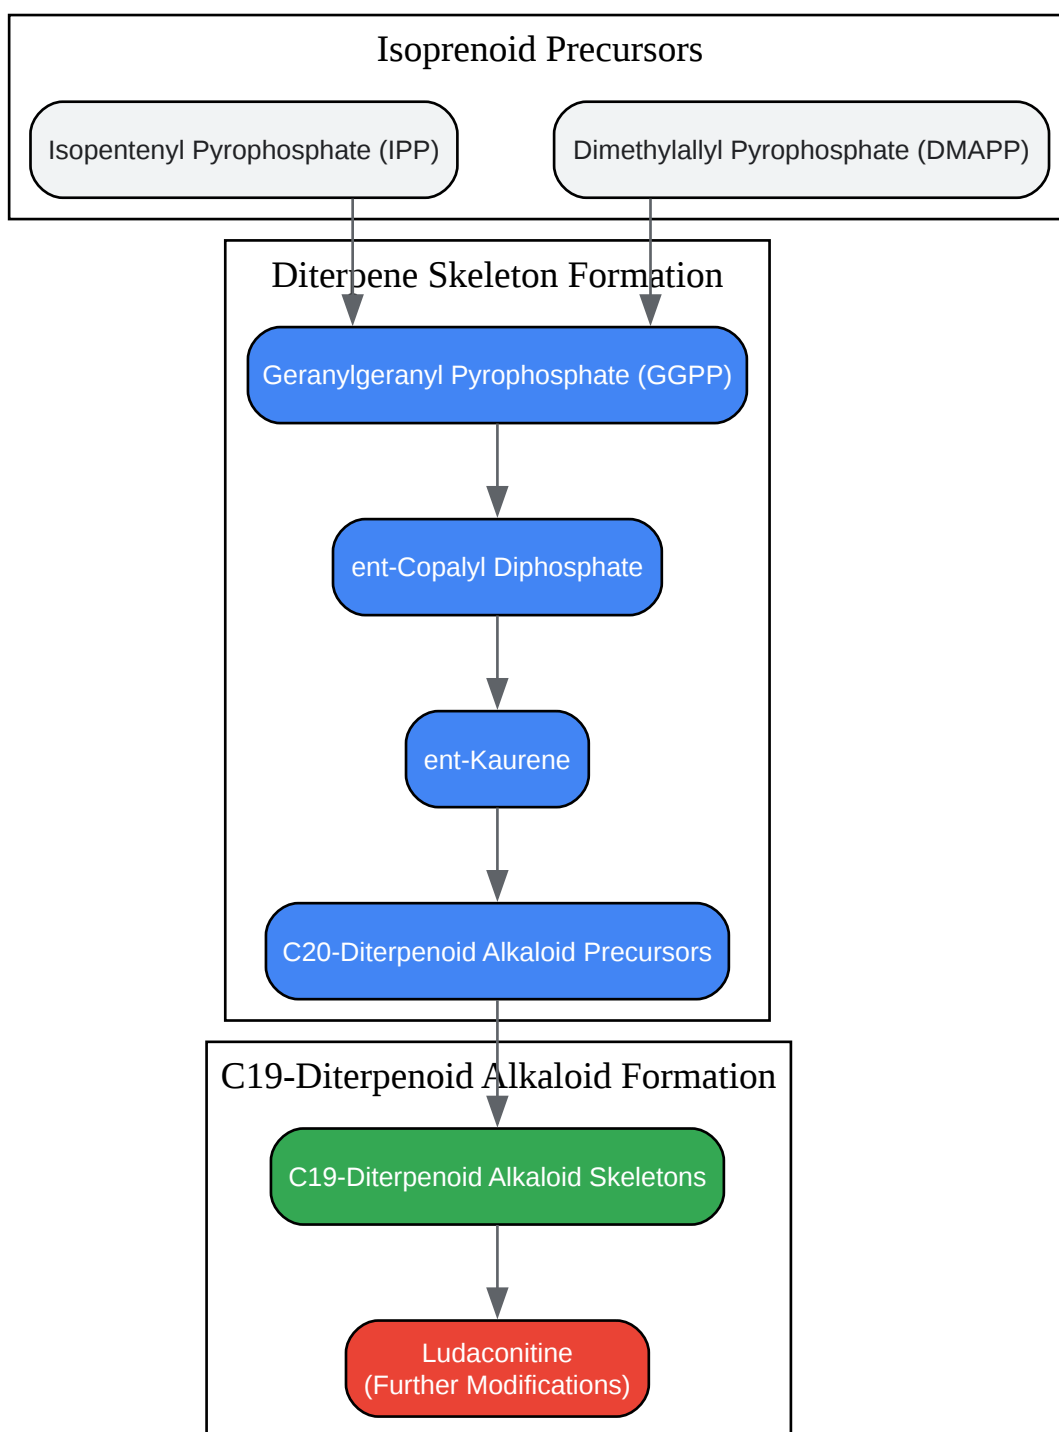 Isoprenoid Precursors
Isopentenyl Pyrophosphate (IPP)
Dimethylallyl Pyrophosphate (DMAPP)
Diterpene Skeleton Formation
Geranylgeranyl Pyrophosphate (GGPP)
ent-Copalyl Diphosphate
ent-Kaurene
C20-Diterpenoid Alkaloid Precursors
C19-Diterpenoid Alkaloid Formation
C19-Diterpenoid Alkaloid Skeletons
Ludaconitine
(Further Modifications)